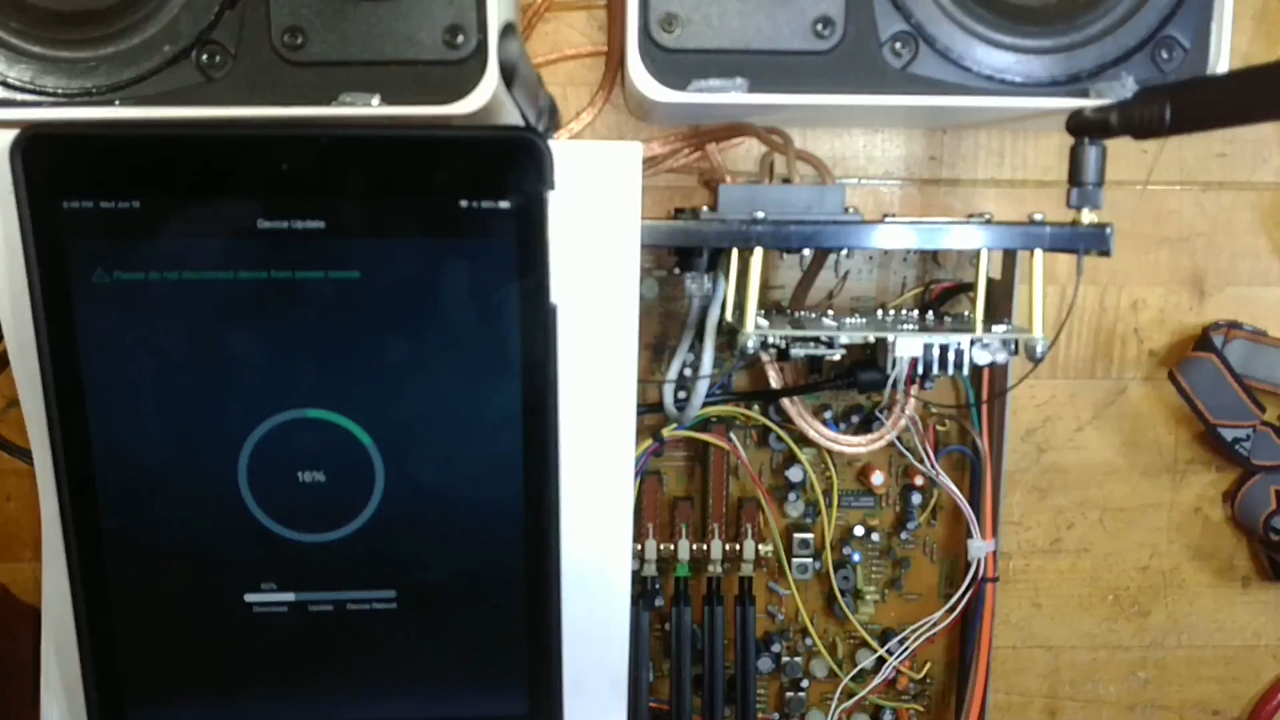 Device Update
Please do not disconnect device from power source.
16%
Download
Update
Device Reboot